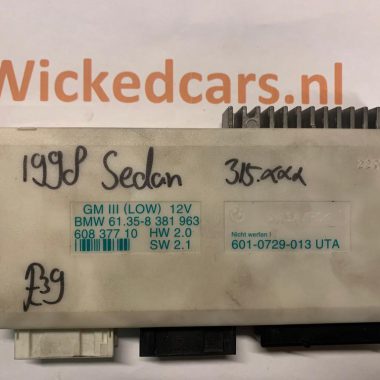 Wickedcars.nl
1998 Sedan 315.xxx
GM III (LOW) 12V
BMW 61.35-8 381 963
608 377 10 HW 2.0
SW 2.1
Nicht werfen !
601-0729-013 UTA
E39